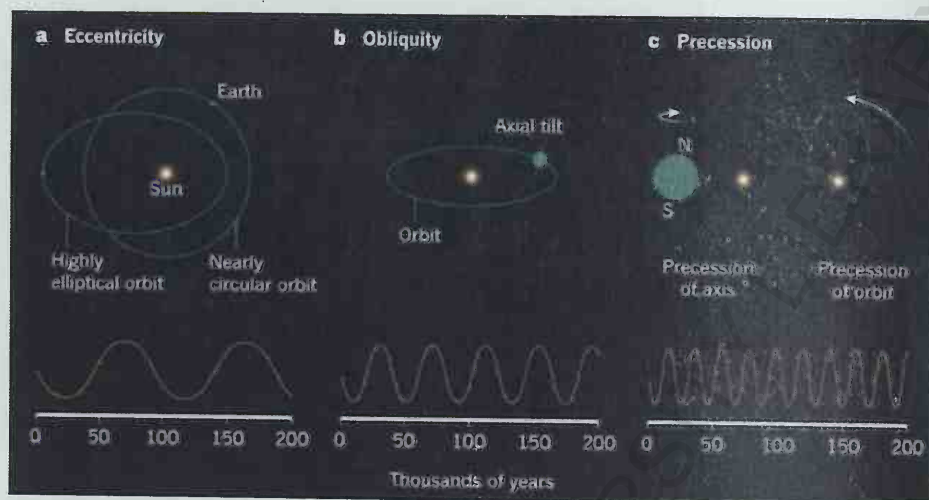 a Eccentricity
Earth
Sun
Highly
elliptical orbit
Nearly
circular orbit
0 50 100 150 200
b Obliquity
Axial tilt
Orbit
0 50 100 150 200
c Precession
N
S
Precession
of axis
Precession
of orbit
0 50 100 150 200
Thousands of years